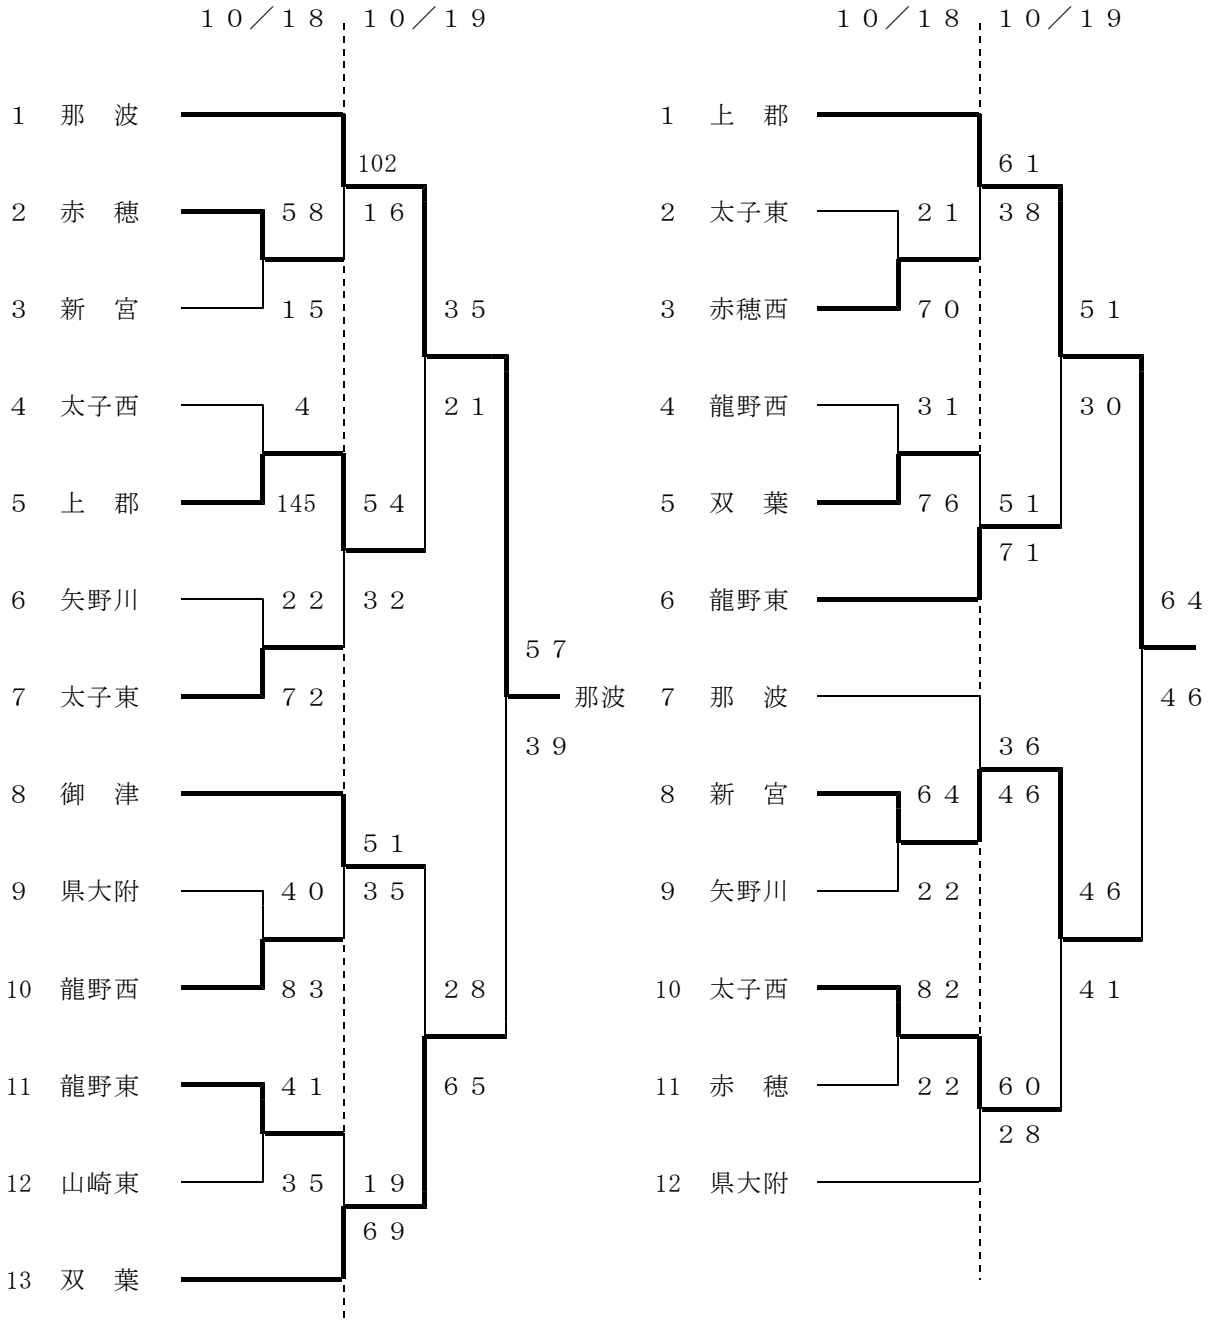 １０／１８ １０／１９ １０／１８ １０／１９
1 那　波 1 上　郡
102 ６１
2 赤　穂 ５８ １６ 2 太子東 ２１ ３８
3 新　宮 １５ ３５ 3 赤穂西 ７０ ５１
4 太子西 ４ ２１ 4 龍野西 ３１ ３０
5 上　郡 145 ５４ 5 双　葉 ７６ ５１
７１
6 矢野川 ２２ ３２ 6 龍野東 ６４
５７
7 太子東 ７２ 那波 7 那　波 ４６
３９ ３６
8 御　津 8 新　宮 ６４ ４６
５１
9 県大附 ４０ ３５ 9 矢野川 ２２ ４６
10 龍野西 ８３ ２８ 10 太子西 ８２ ４１
11 龍野東 ４１ ６５ 11 赤　穂 ２２ ６０
２８
12 山崎東 ３５ １９ 12 県大附
６９
13 双　葉